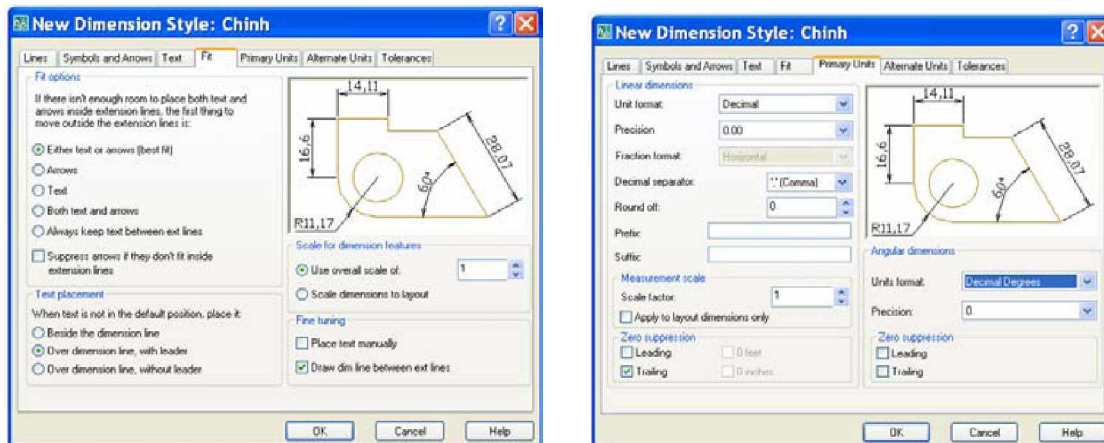 New Dimension Style: Chinh
Lines Symbols and Arrows Text Fit Primary Units Alternate Units Tolerances
Fit options
If there isn't enough room to place both text and
arrows inside extension lines, the first thing to
move outside the extension lines is:
Either text or arrows (best fit)
Arrows
Text
Both text and arrows
Always keep text between ext lines
Suppress arrows if they don't fit inside
extension lines
Text placement
When text is not in the default position, place it:
Beside the dimension line
Over dimension line, with leader
Over dimension line, without leader
14,11
16,6
28,07
60°
R11,17
Scale for dimension features
Use overall scale of: 1
Scale dimensions to layout
Fine tuning
Place text manually
Draw dim line between ext lines
OK Cancel Help
New Dimension Style: Chinh
Lines Symbols and Arrows Text Fit Primary Units Alternate Units Tolerances
Linear dimensions
Unit format: Decimal
Precision 0.00
Fraction format: Horizontal
Decimal separator: ',' (Comma)
Round off: 0
Prefix:
Suffix:
Measurement scale
Scale factor: 1
Apply to layout dimensions only
Zero suppression
Leading 0 feet
Trailing 0 inches
14,11
16,6
28,07
60°
R11,17
Angular dimensions
Units format: Decimal Degrees
Precision: 0
Zero suppression
Leading
Trailing
OK Cancel Help